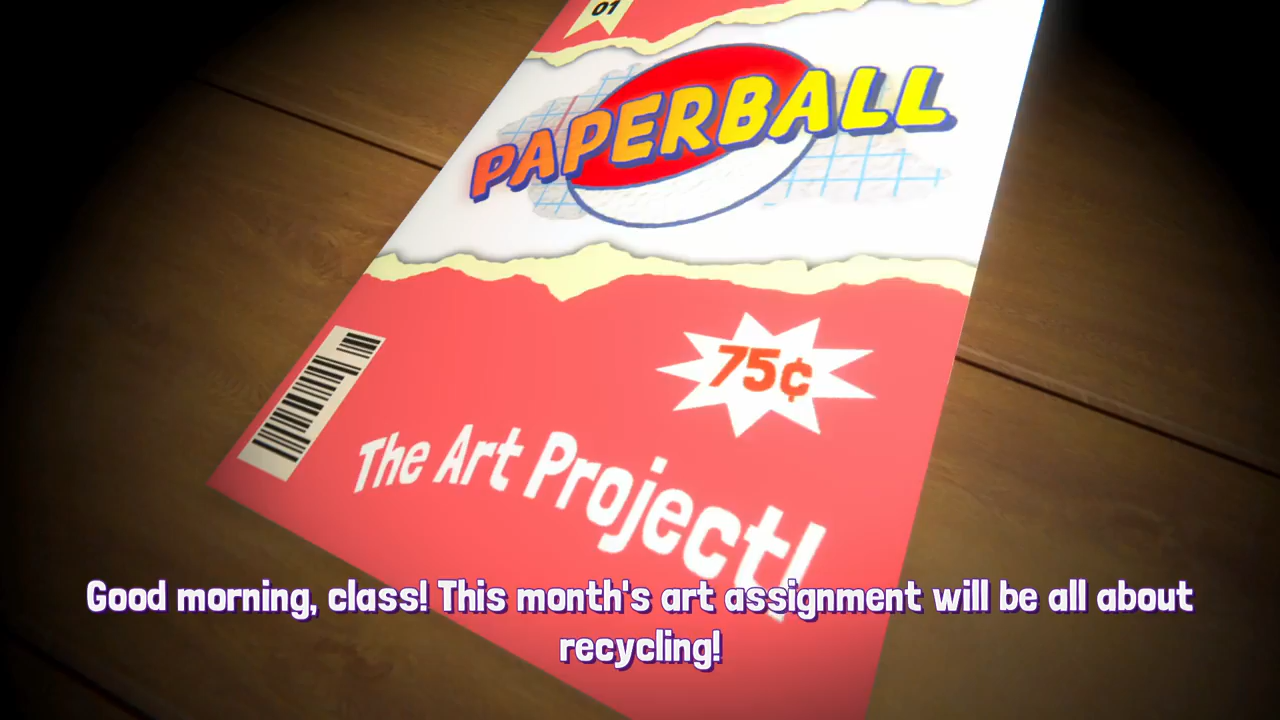 01
PAPERBALL
75¢
The Art Project!
Good morning, class! This month's art assignment will be all about
recycling!